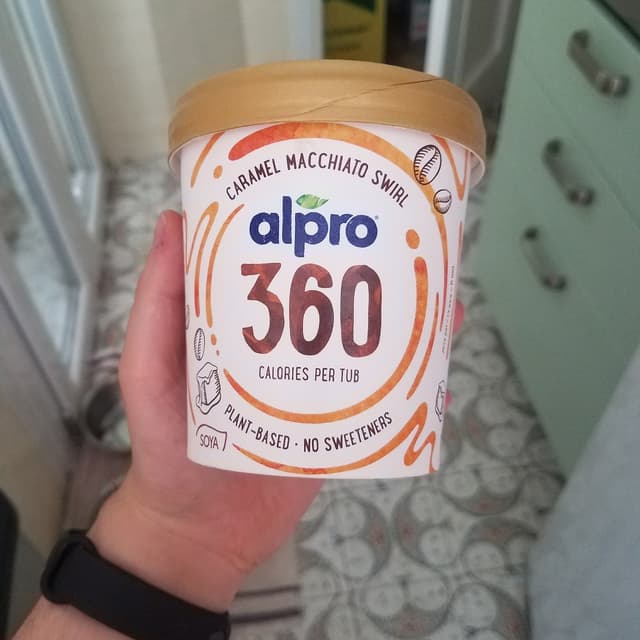 CARAMEL MACCHIATO SWIRL
alpro®
360
CALORIES PER TUB
PLANT-BASED · NO SWEETENERS
SOYA